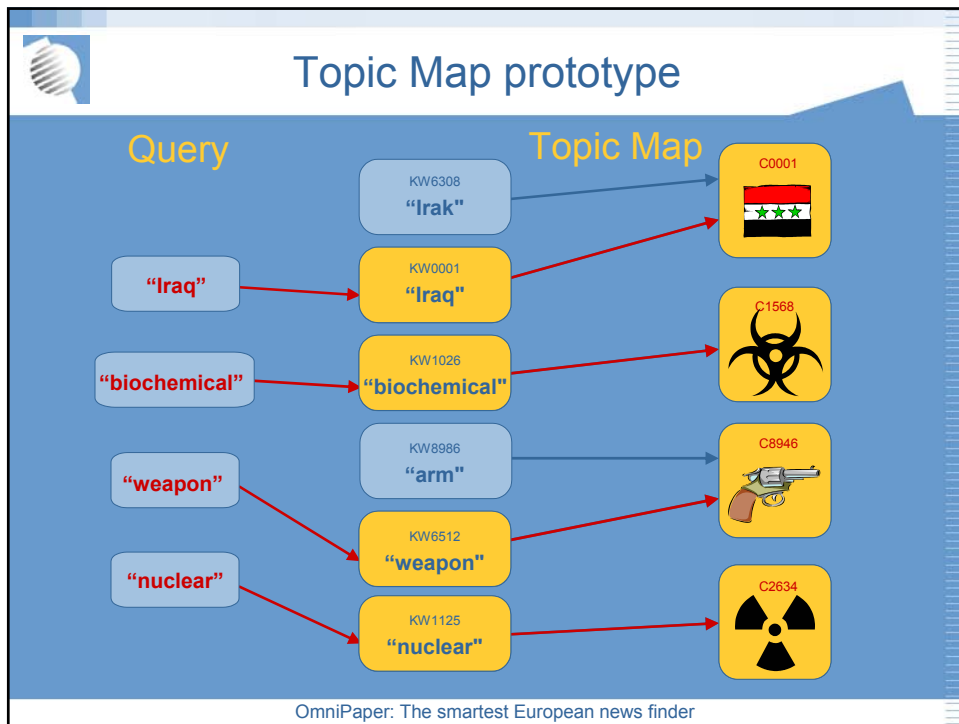 Topic Map prototype
Query
Topic Map
“Iraq”
“biochemical”
“weapon”
“nuclear”
KW6308
“Irak"
KW0001
“Iraq"
KW1026
“biochemical"
KW8986
“arm"
KW6512
“weapon"
KW1125
“nuclear"
C0001
C1568
C8946
C2634
OmniPaper: The smartest European news finder